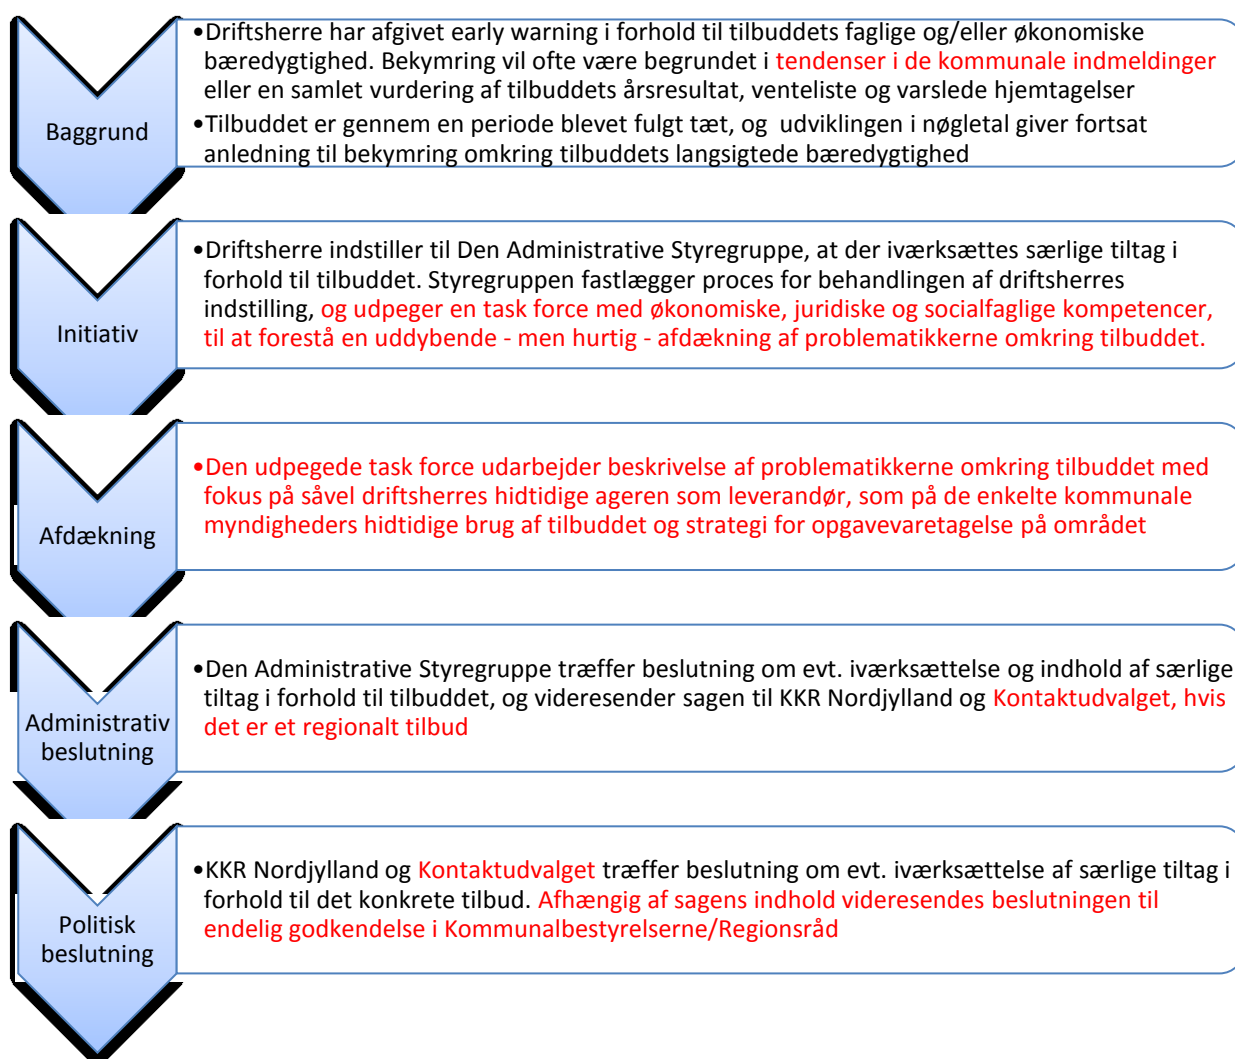 Baggrund
•Driftsherre har afgivet early warning i forhold til tilbuddets faglige og/eller økonomiske
bæredygtighed. Bekymring vil ofte være begrundet i tendenser i de kommunale indmeldinger
eller en samlet vurdering af tilbuddets årsresultat, venteliste og varslede hjemtagelser
•Tilbuddet er gennem en periode blevet fulgt tæt, og udviklingen i nøgletal giver fortsat
anledning til bekymring omkring tilbuddets langsigtede bæredygtighed
Initiativ
•Driftsherre indstiller til Den Administrative Styregruppe, at der iværksættes særlige tiltag i
forhold til tilbuddet. Styregruppen fastlægger proces for behandlingen af driftsherres
indstilling, og udpeger en task force med økonomiske, juridiske og socialfaglige kompetencer,
til at forestå en uddybende - men hurtig - afdækning af problematikkerne omkring tilbuddet.
Afdækning
•Den udpegede task force udarbejder beskrivelse af problematikkerne omkring tilbuddet med
fokus på såvel driftsherres hidtidige ageren som leverandør, som på de enkelte kommunale
myndigheders hidtidige brug af tilbuddet og strategi for opgavevaretagelse på området
Administrativ
beslutning
•Den Administrative Styregruppe træffer beslutning om evt. iværksættelse og indhold af særlige
tiltag i forhold til tilbuddet, og videresender sagen til KKR Nordjylland og Kontaktudvalget, hvis
det er et regionalt tilbud
Politisk
beslutning
•KKR Nordjylland og Kontaktudvalget træffer beslutning om evt. iværksættelse af særlige tiltag i
forhold til det konkrete tilbud. Afhængig af sagens indhold videresendes beslutningen til
endelig godkendelse i Kommunalbestyrelserne/Regionsråd